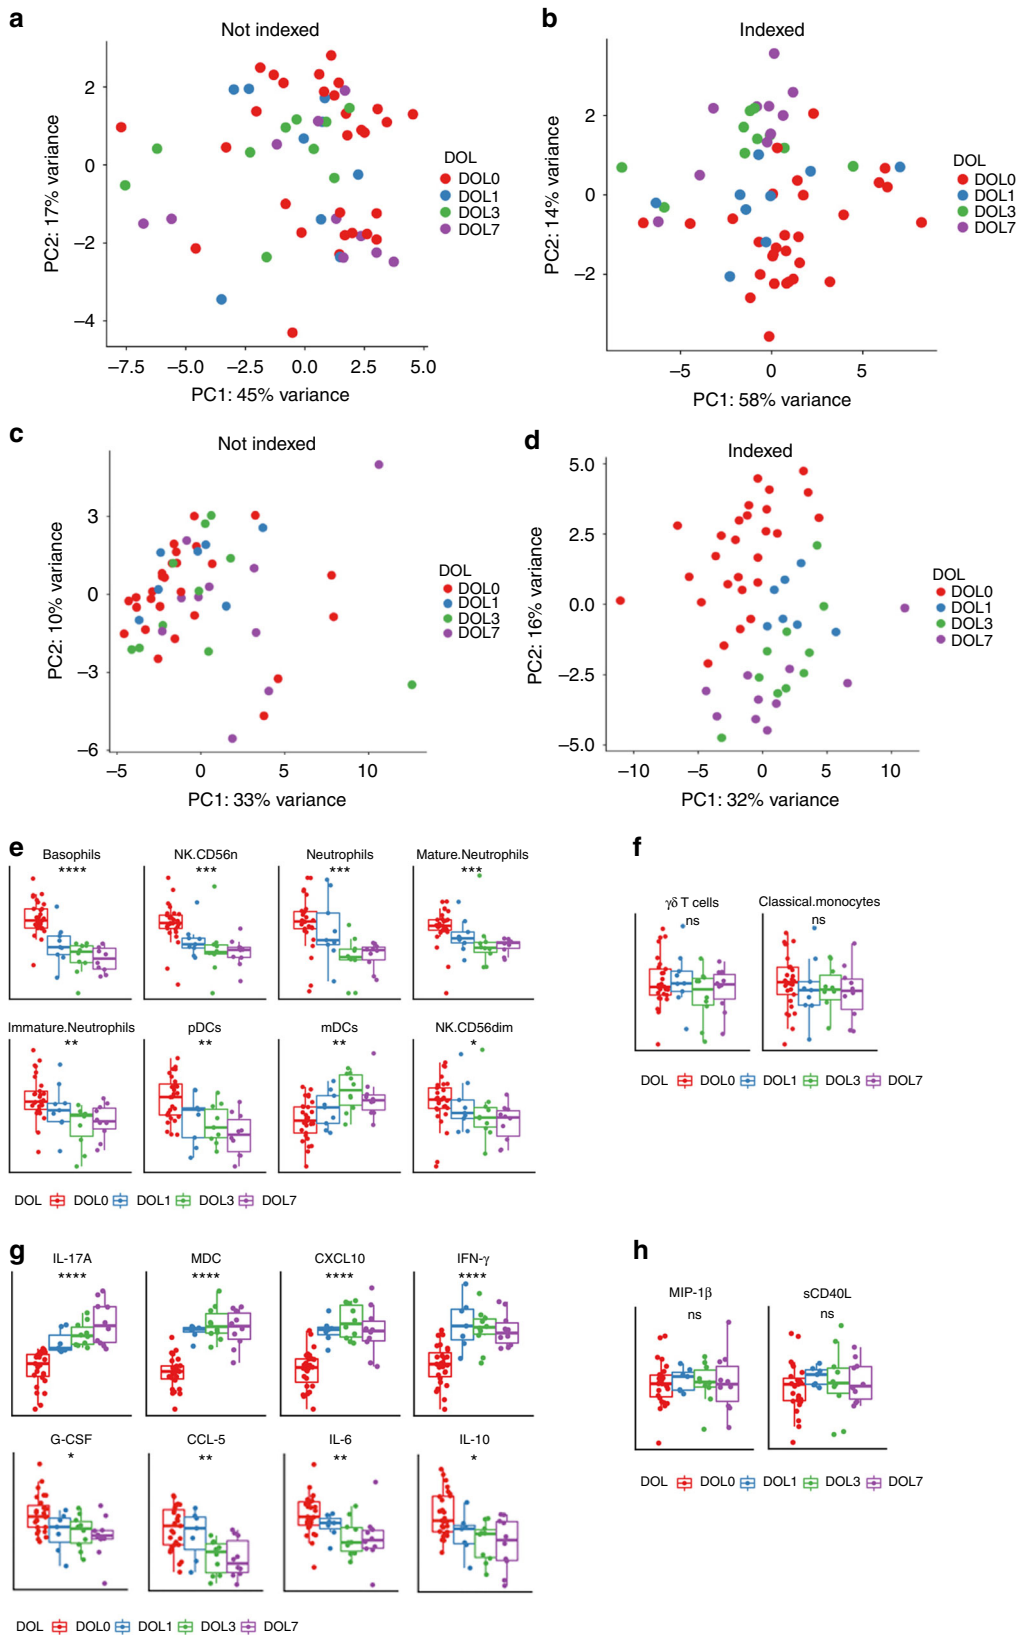 a
Not indexed
2
0
−2
−4
PC2: 17% variance
−7.5 −5.0 −2.5 0.0 2.5 5.0
PC1: 45% variance
DOL
DOL0
DOL1
DOL3
DOL7
b
Indexed
2
0
−2
PC2: 14% variance
−5 0 5
PC1: 58% variance
DOL
DOL0
DOL1
DOL3
DOL7
c
Not indexed
3
0
−3
−6
PC2: 10% variance
−5 0 5 10
PC1: 33% variance
DOL
DOL0
DOL1
DOL3
DOL7
d
Indexed
5.0
2.5
0.0
−2.5
−5.0
PC2: 16% variance
−10 −5 0 5 10
PC1: 32% variance
DOL
DOL0
DOL1
DOL3
DOL7
e
Basophils NK.CD56n Neutrophils Mature.Neutrophils
**** *** *** ***
Immature.Neutrophils pDCs mDCs NK.CD56dim
** ** ** *
DOL DOL0 DOL1 DOL3 DOL7
f
γδ T cells Classical.monocytes
ns ns
DOL DOL0 DOL1 DOL3 DOL7
g
IL-17A MDC CXCL10 IFN-γ
**** **** **** ****
G-CSF CCL-5 IL-6 IL-10
* ** ** *
DOL DOL0 DOL1 DOL3 DOL7
h
MIP-1β sCD40L
ns ns
DOL DOL0 DOL1 DOL3 DOL7